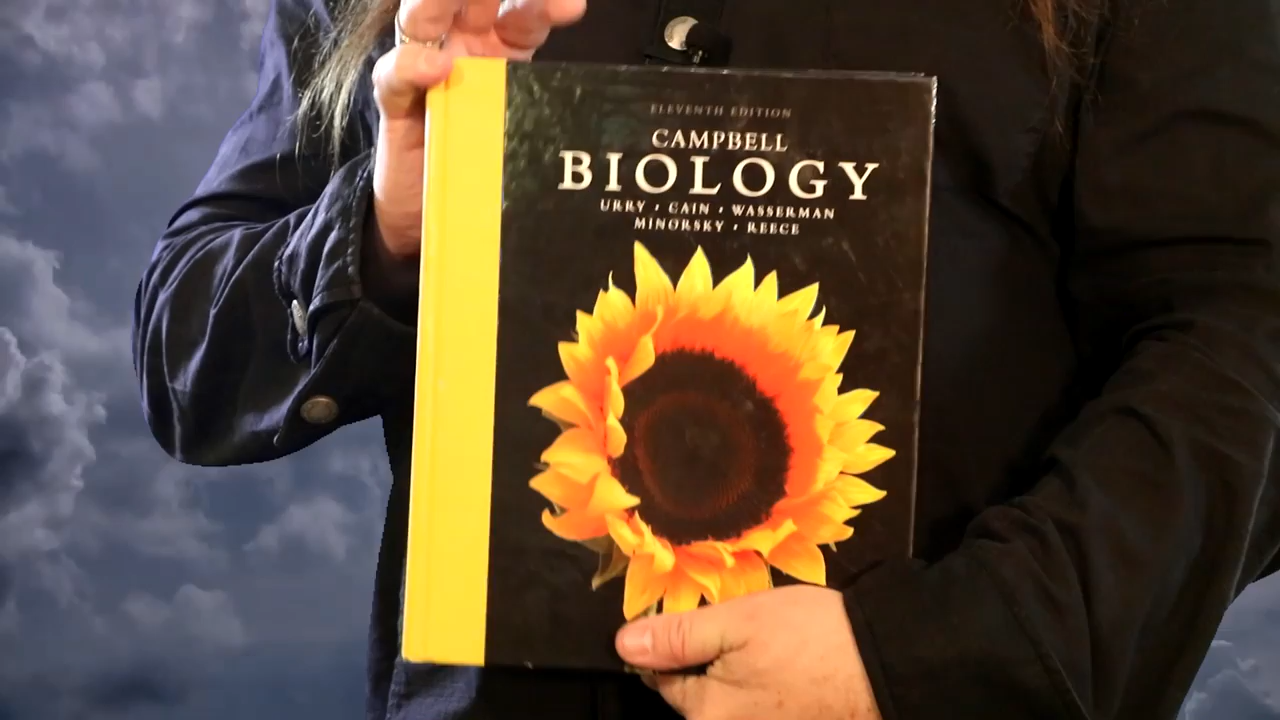 ELEVENTH EDITION
CAMPBELL
BIOLOGY
URRY • CAIN • WASSERMAN
MINORSKY • REECE